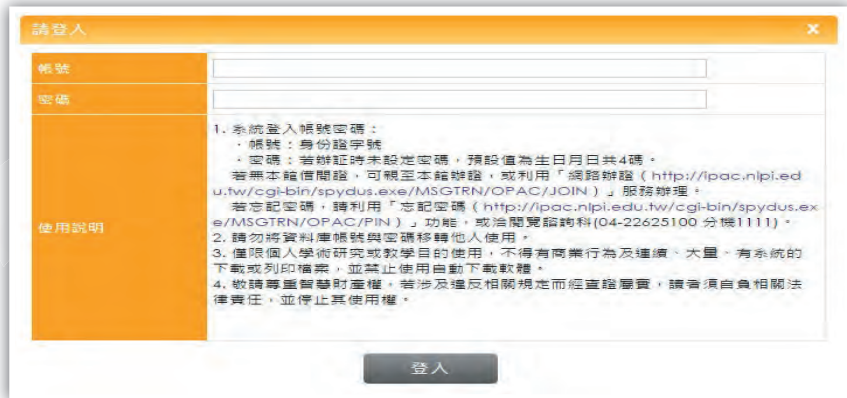 請登入
帳號
密碼
使用說明
1. 系統登入帳號密碼：
・帳號：身份證字號
・密碼：若辦証時未設定密碼，預設值為生日月日共4碼。
若無本館借閱證，可親至本館辦證，或利用「網路辦證（http://ipac.nlpi.ed
u.tw/cgi-bin/spydus.exe/MSGTRN/OPAC/JOIN）」服務辦理。
若忘記密碼，請利用「忘記密碼（http://ipac.nlpi.edu.tw/cgi-bin/spydus.ex
e/MSGTRN/OPAC/PIN）」功能，或洽閱覽諮詢科(04-22625100 分機1111)。
2. 請勿將資料庫帳號與密碼移轉他人使用。
3. 僅限個人學術研究或教學目的使用，不得有商業行為及連續、大量、有系統的
下載或列印檔案，並禁止使用自動下載軟體。
4. 敬請尊重智慧財產權。若涉及違反相關規定而經查證屬實，讀者須自負相關法
律責任，並停止其使用權。
登入